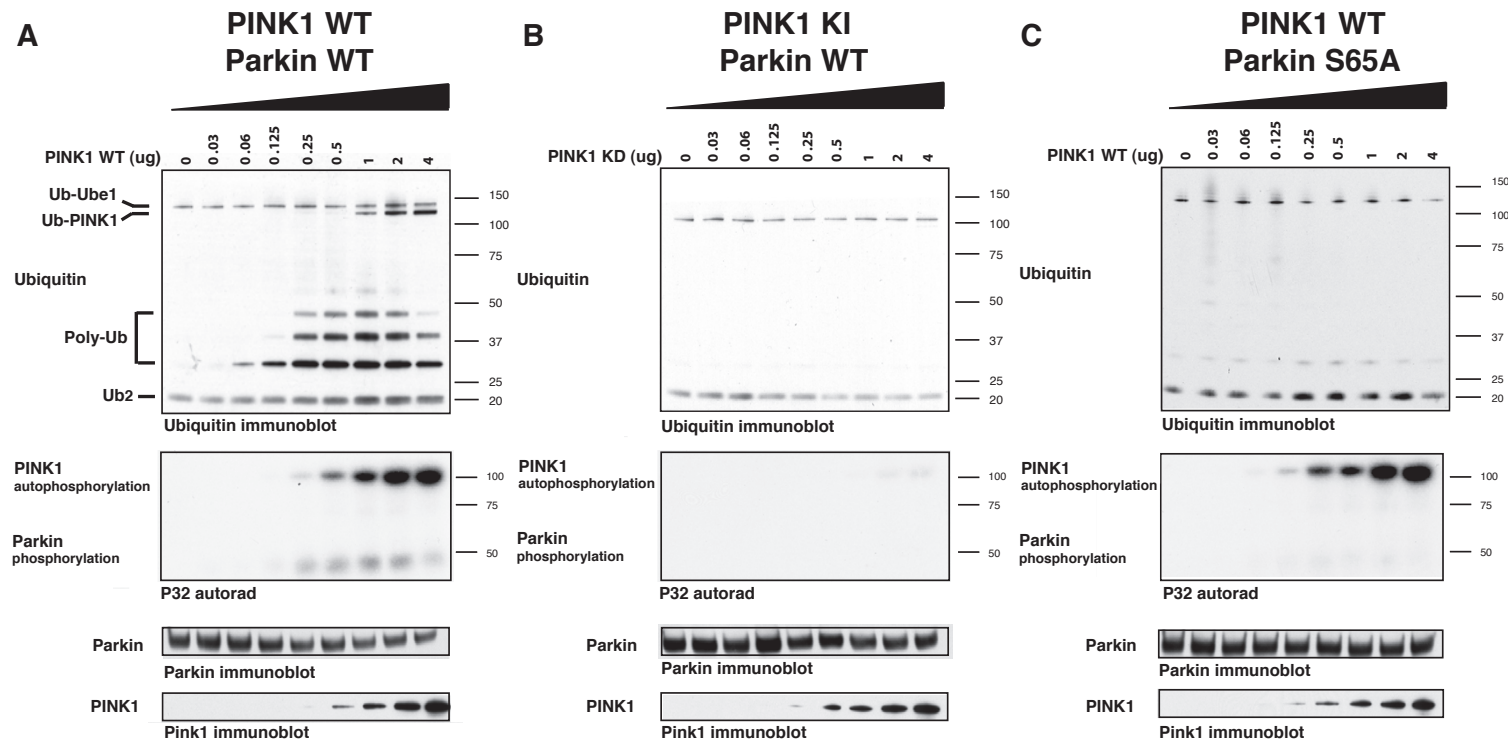 A
PINK1 WT
Parkin WT
PINK1 WT (ug)
0
0.03
0.06
0.125
0.25
0.5
1
2
4
Ub-Ube1
Ub-PINK1
Ubiquitin
Poly-Ub
Ub2
150
100
75
50
37
25
20
Ubiquitin immunoblot
PINK1
autophosphorylation
Parkin
phosphorylation
100
75
50
P32 autorad
Parkin
Parkin immunoblot
PINK1
Pink1 immunoblot
B
PINK1 KI
Parkin WT
PINK1 KD (ug)
0
0.03
0.06
0.125
0.25
0.5
1
2
4
Ubiquitin
150
100
75
50
37
25
20
Ubiquitin immunoblot
PINK1
autophosphorylation
Parkin
phosphorylation
100
75
50
P32 autorad
Parkin
Parkin immunoblot
PINK1
Pink1 immunoblot
C
PINK1 WT
Parkin S65A
PINK1 WT (ug)
0
0.03
0.06
0.125
0.25
0.5
1
2
4
Ubiquitin
150
100
75
50
37
25
20
Ubiquitin immunoblot
PINK1
autophosphorylation
Parkin
phosphorylation
100
75
50
P32 autorad
Parkin
Parkin immunoblot
PINK1
Pink1 immunoblot